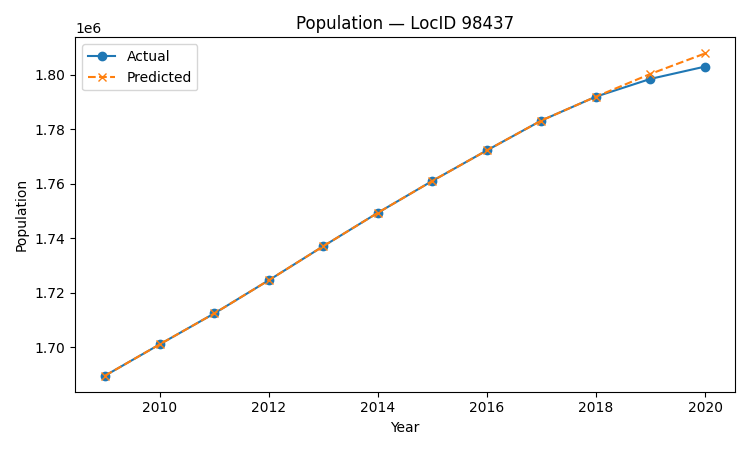 Population — LocID 98437
1e6
Actual
Predicted
1.80
1.78
1.76
1.74
1.72
1.70
Population
2010 2012 2014 2016 2018 2020
Year